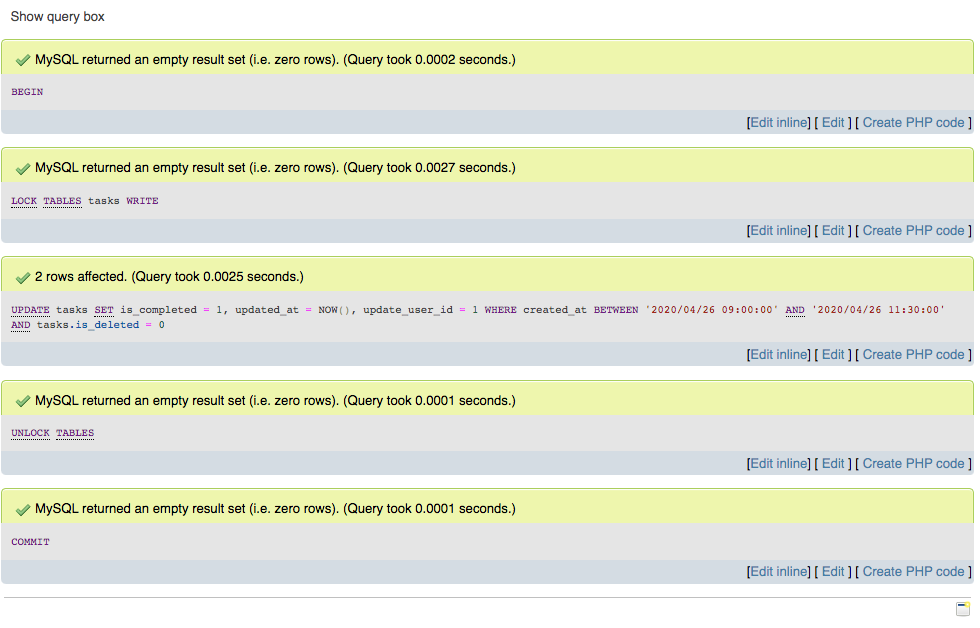 Show query box
MySQL returned an empty result set (i.e. zero rows). (Query took 0.0002 seconds.)
BEGIN
[Edit inline] [ Edit ] [ Create PHP code ]
MySQL returned an empty result set (i.e. zero rows). (Query took 0.0027 seconds.)
LOCK TABLES tasks WRITE
[Edit inline] [ Edit ] [ Create PHP code ]
2 rows affected. (Query took 0.0025 seconds.)
UPDATE tasks SET is_completed = 1, updated_at = NOW(), update_user_id = 1 WHERE created_at BETWEEN '2020/04/26 09:00:00' AND '2020/04/26 11:30:00'
AND tasks.is_deleted = 0
[Edit inline] [ Edit ] [ Create PHP code ]
MySQL returned an empty result set (i.e. zero rows). (Query took 0.0001 seconds.)
UNLOCK TABLES
[Edit inline] [ Edit ] [ Create PHP code ]
MySQL returned an empty result set (i.e. zero rows). (Query took 0.0001 seconds.)
COMMIT
[Edit inline] [ Edit ] [ Create PHP code ]